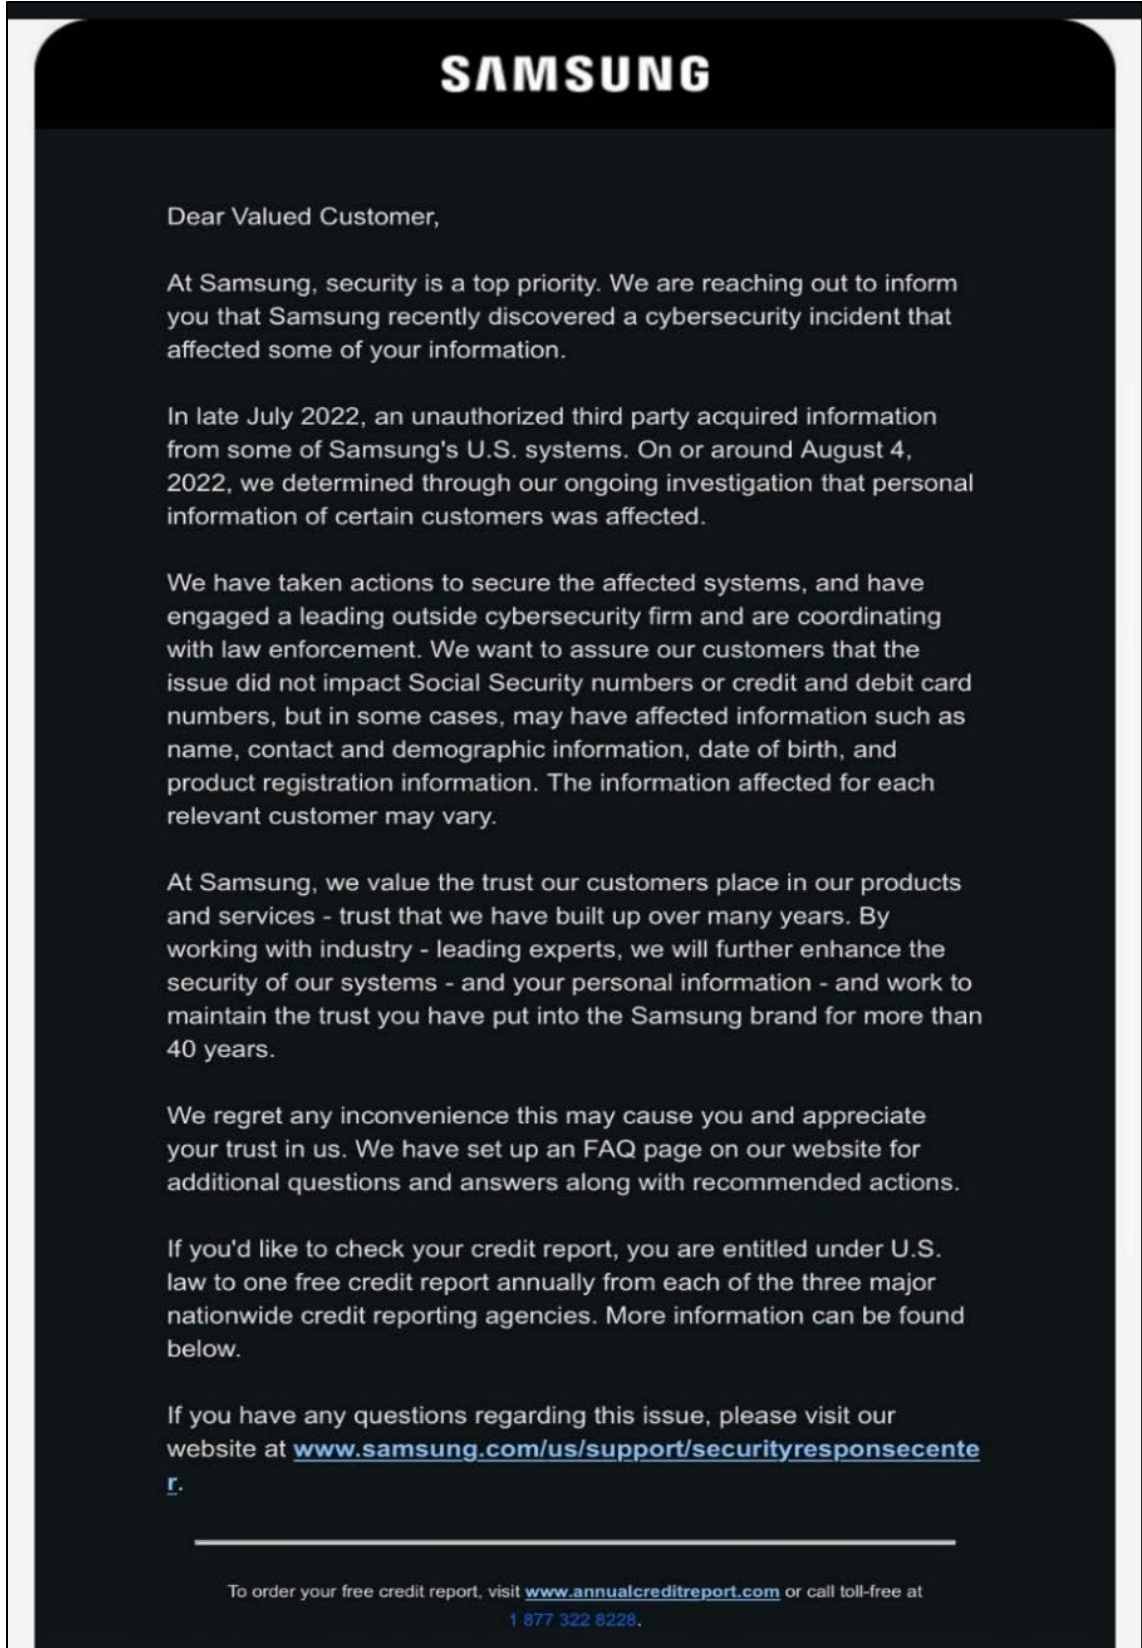 SAMSUNG
Dear Valued Customer,
At Samsung, security is a top priority. We are reaching out to inform
you that Samsung recently discovered a cybersecurity incident that
affected some of your information.
In late July 2022, an unauthorized third party acquired information
from some of Samsung's U.S. systems. On or around August 4,
2022, we determined through our ongoing investigation that personal
information of certain customers was affected.
We have taken actions to secure the affected systems, and have
engaged a leading outside cybersecurity firm and are coordinating
with law enforcement. We want to assure our customers that the
issue did not impact Social Security numbers or credit and debit card
numbers, but in some cases, may have affected information such as
name, contact and demographic information, date of birth, and
product registration information. The information affected for each
relevant customer may vary.
At Samsung, we value the trust our customers place in our products
and services - trust that we have built up over many years. By
working with industry - leading experts, we will further enhance the
security of our systems - and your personal information - and work to
maintain the trust you have put into the Samsung brand for more than
40 years.
We regret any inconvenience this may cause you and appreciate
your trust in us. We have set up an FAQ page on our website for
additional questions and answers along with recommended actions.
If you'd like to check your credit report, you are entitled under U.S.
law to one free credit report annually from each of the three major
nationwide credit reporting agencies. More information can be found
below.
If you have any questions regarding this issue, please visit our
website at www.samsung.com/us/support/securityresponsecente
r.
To order your free credit report, visit www.annualcreditreport.com or call toll-free at
1 877 322 8228.